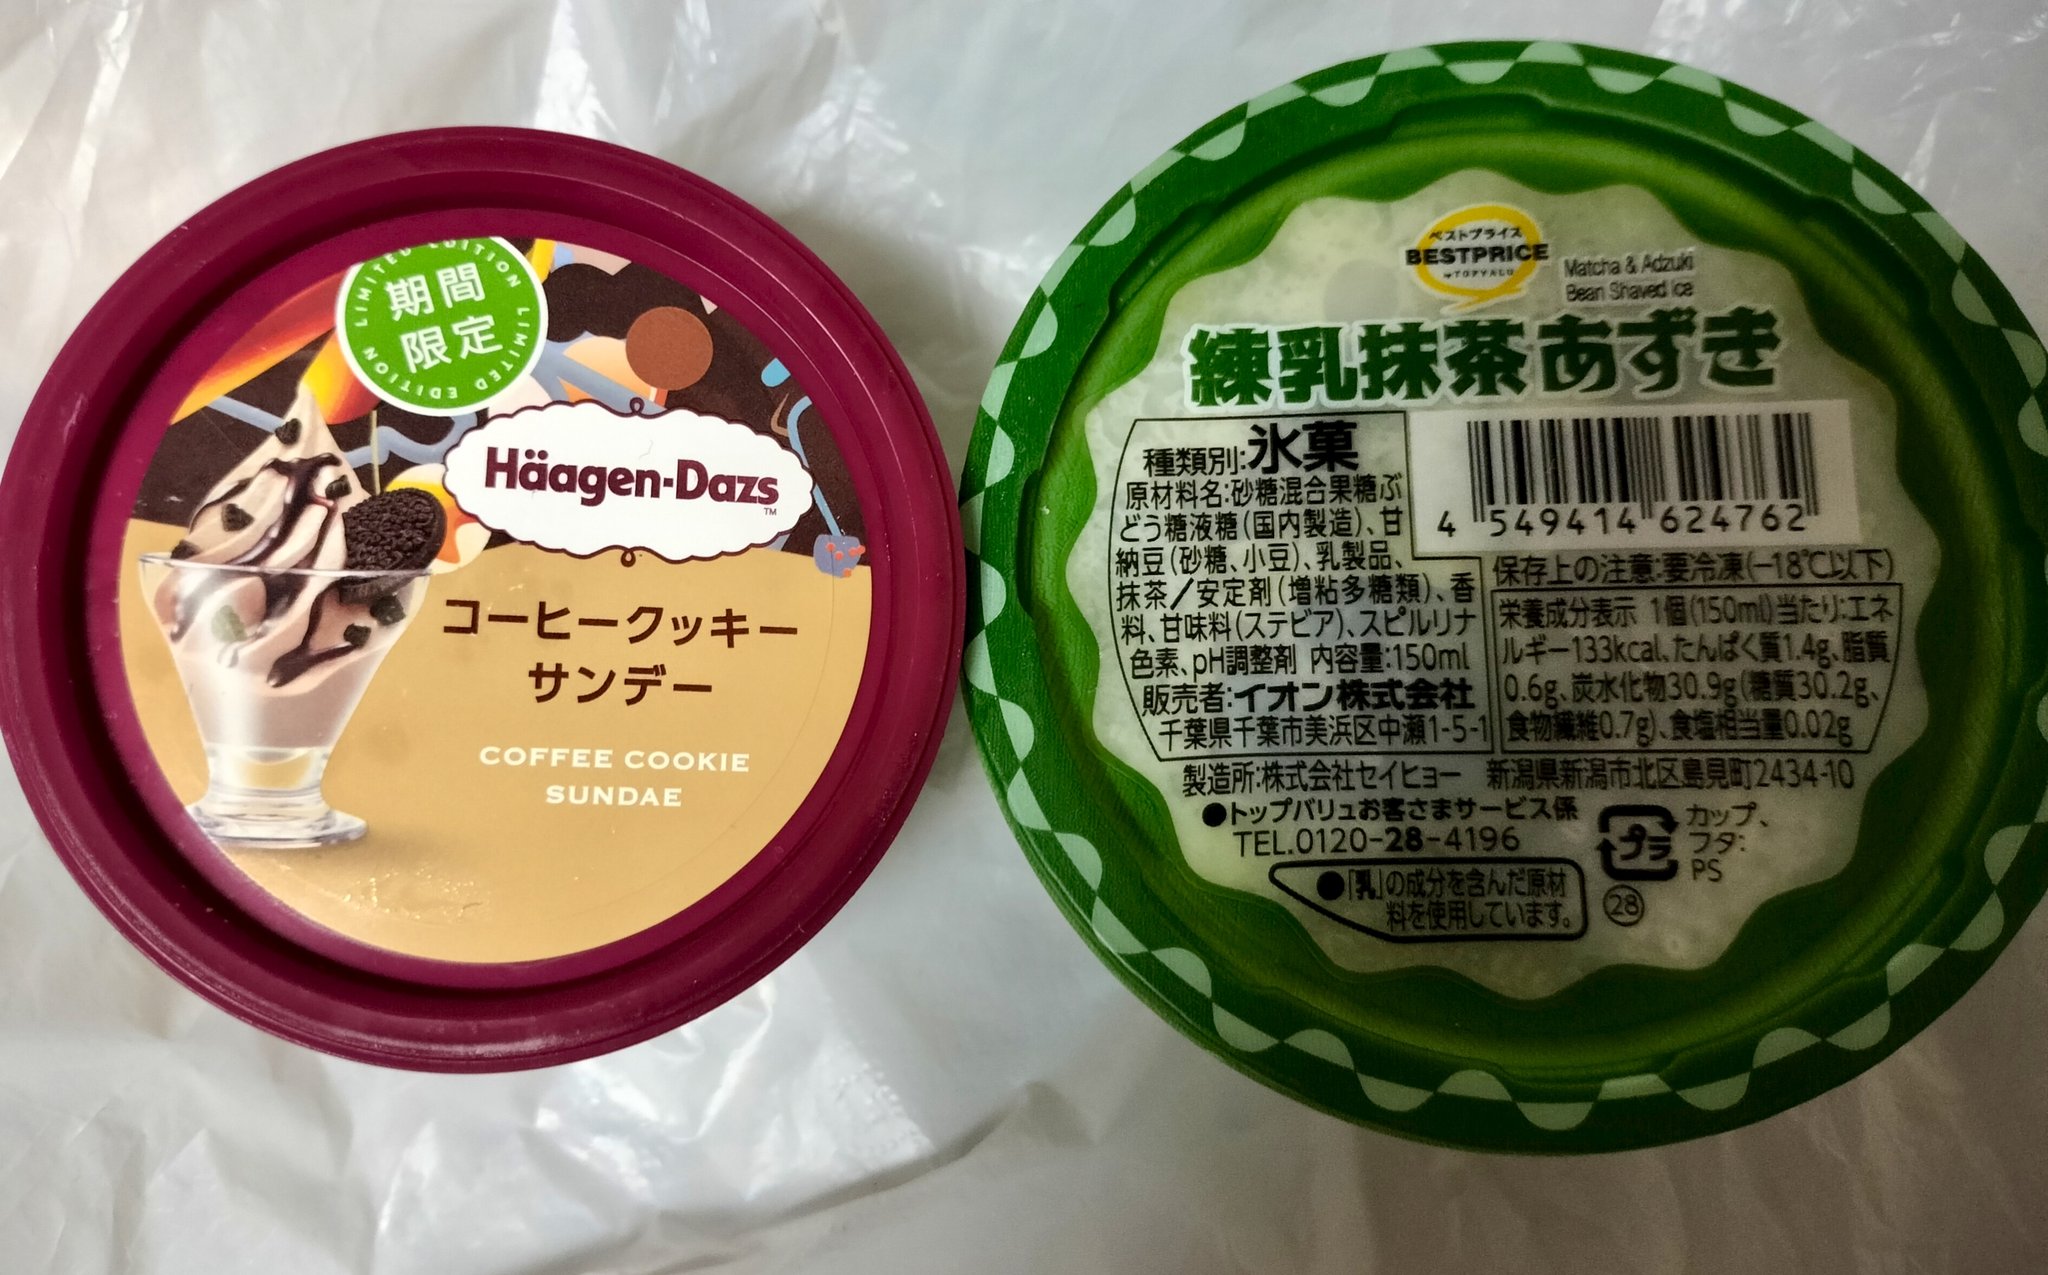 LIMITED EDITION LIMITED EDITION
期間
限定
Häagen-Dazs
TM
コーヒークッキー
サンデー
COFFEE COOKIE
SUNDAE
ベストプライス
BESTPRICE
by TOPVALU
Matcha & Adzuki
Bean Shaved ice
練乳抹茶あずき
種類別:氷菓
原材料名:砂糖混合果糖ぶ
どう糖液糖(国内製造)、甘
納豆(砂糖、小豆)、乳製品、
抹茶/安定剤(増粘多糖類)、香
料、甘味料(ステビア)、スピルリナ
色素、pH調整剤 内容量:150ml
販売者:イオン株式会社
千葉県千葉市美浜区中瀬1-5-1
4 549414 624762
保存上の注意:要冷凍(-18℃以下)
栄養成分表示 1個(150ml)当たり:エネ
ルギー133kcal、たんぱく質1.4g、脂質
0.6g、炭水化物30.9g(糖質30.2g、
食物繊維0.7g)、食塩相当量0.02g
製造所:株式会社セイヒョー 新潟県新潟市北区島見町2434-10
●トップバリュお客さまサービス係
TEL.0120-28-4196
●「乳」の成分を含んだ原材
料を使用しています。
プラ
カップ、
フタ:
PS
28